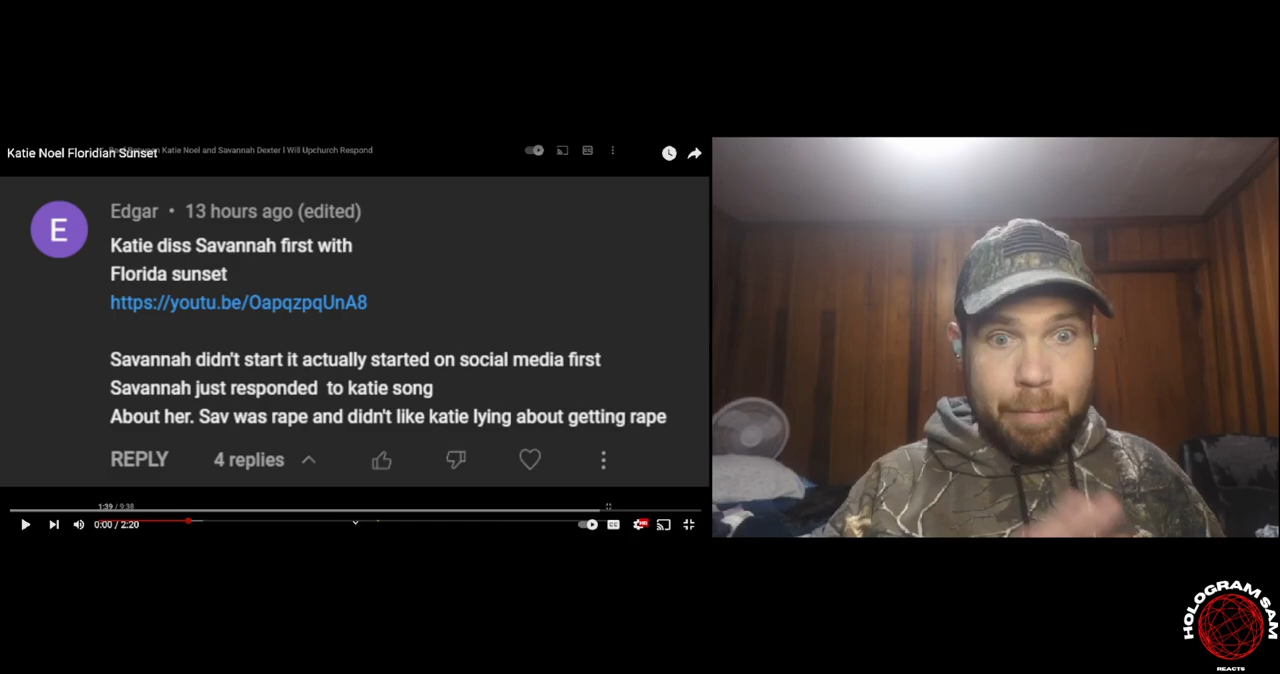 Katie Noel Floridian Sunset
Katie Noel and Savannah Dexter I Will Upchurch Respond
E
Edgar • 13 hours ago (edited)
Katie diss Savannah first with
Florida sunset
https://youtu.be/OapqzpqUnA8
Savannah didn't start it actually started on social media first
Savannah just responded to katie song
About her. Sav was rape and didn't like katie lying about getting rape
REPLY 4 replies
1:39 / 9:38
0:00 / 2:20
HOLOGRAM SAM
REACTS